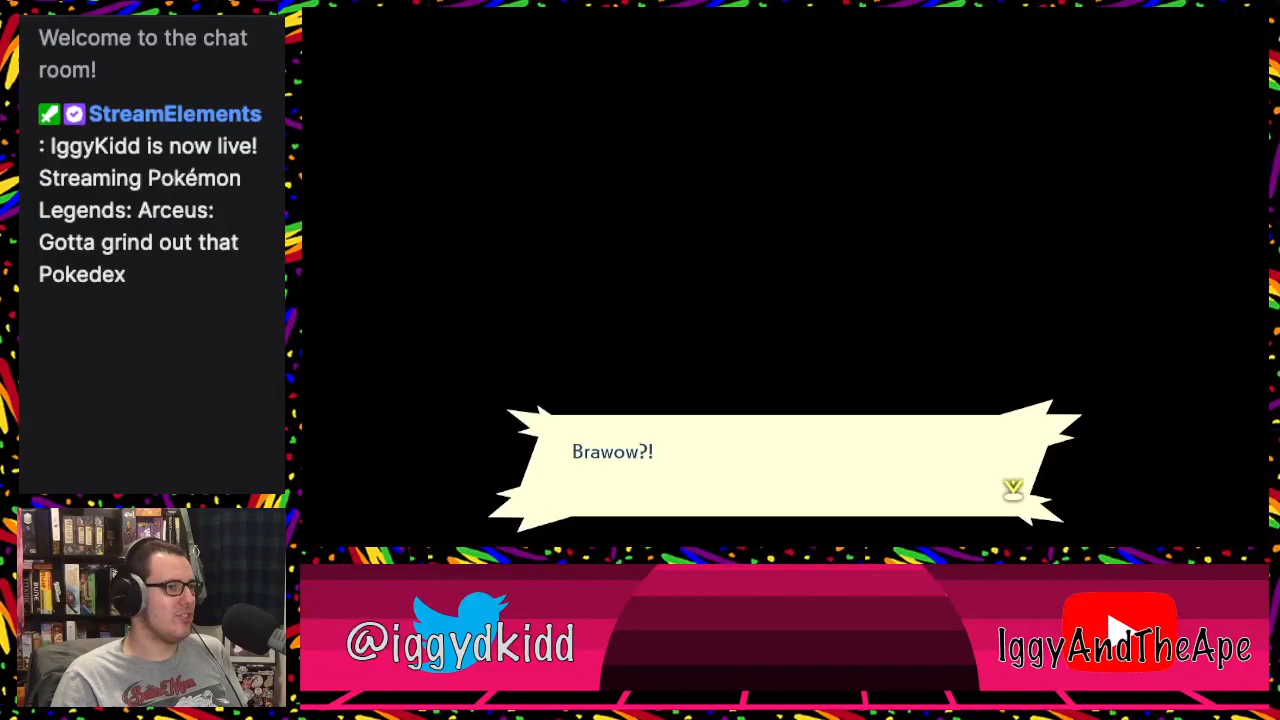 Welcome to the chat
room!
StreamElements
: IggyKidd is now live!
Streaming Pokémon
Legends: Arceus:
Gotta grind out that
Pokedex
Brawow?!
@iggydkidd
IggyAndTheApe